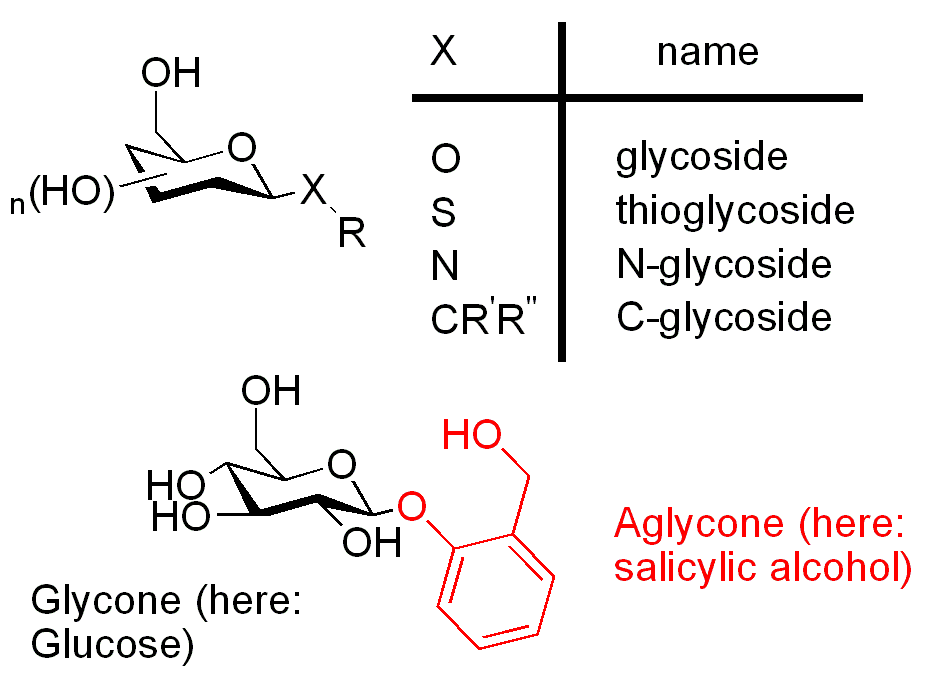 X name
OH
O
n(HO)
X
R
O glycoside
S thioglycoside
N N-glycoside
CR'R" C-glycoside
OH
HO
O
HO
HO
O
OH
Aglycone (here:
salicylic alcohol)
Glycone (here:
Glucose)